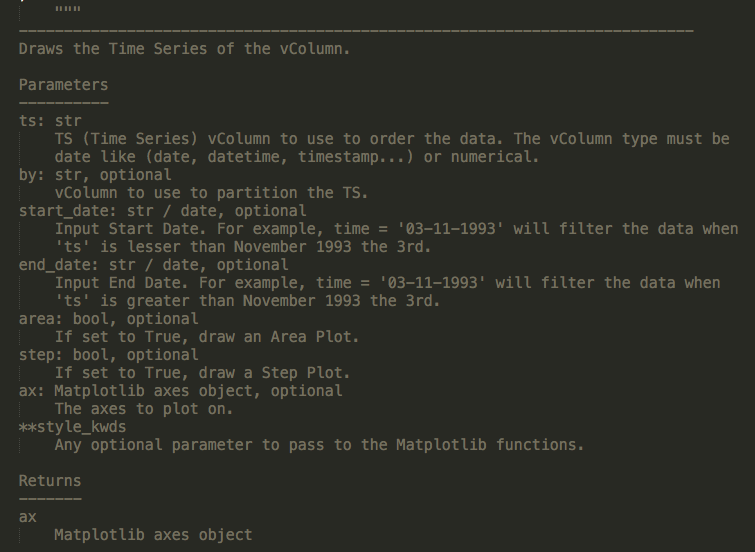 """
---------------------------------------------------------------------------
Draws the Time Series of the vColumn.

Parameters
----------
ts: str
    TS (Time Series) vColumn to use to order the data. The vColumn type must be
    date like (date, datetime, timestamp...) or numerical.
by: str, optional
    vColumn to use to partition the TS.
start_date: str / date, optional
    Input Start Date. For example, time = '03-11-1993' will filter the data when
    'ts' is lesser than November 1993 the 3rd.
end_date: str / date, optional
    Input End Date. For example, time = '03-11-1993' will filter the data when
    'ts' is greater than November 1993 the 3rd.
area: bool, optional
    If set to True, draw an Area Plot.
step: bool, optional
    If set to True, draw a Step Plot.
ax: Matplotlib axes object, optional
    The axes to plot on.
**style_kwds
    Any optional parameter to pass to the Matplotlib functions.

Returns
-------
ax
    Matplotlib axes object